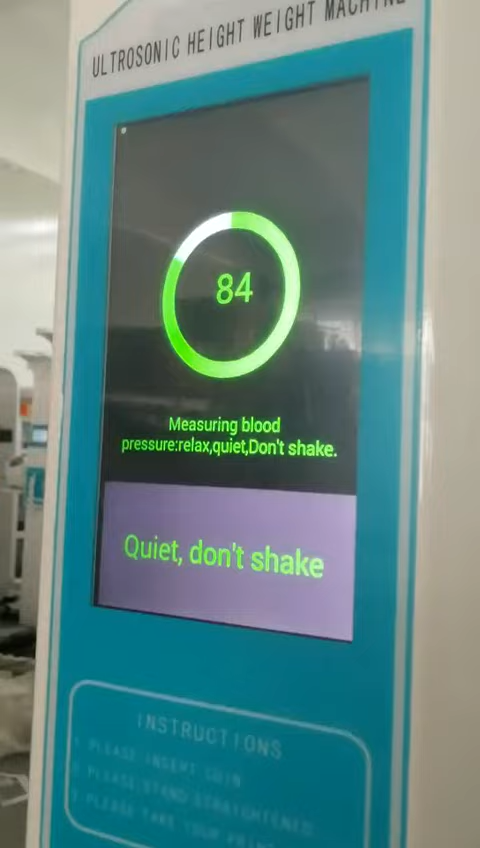 ULTROSONIC HEIGHT WEIGHT MACHINE
84
Measuring blood
pressure:relax,quiet,Don't shake.
Quiet, don't shake
INSTRUCTIONS
1 PLEASE INSERT COIN
2 PLEASE STAND STRAIGHTENED
3 PLEASE TAKE YOUR